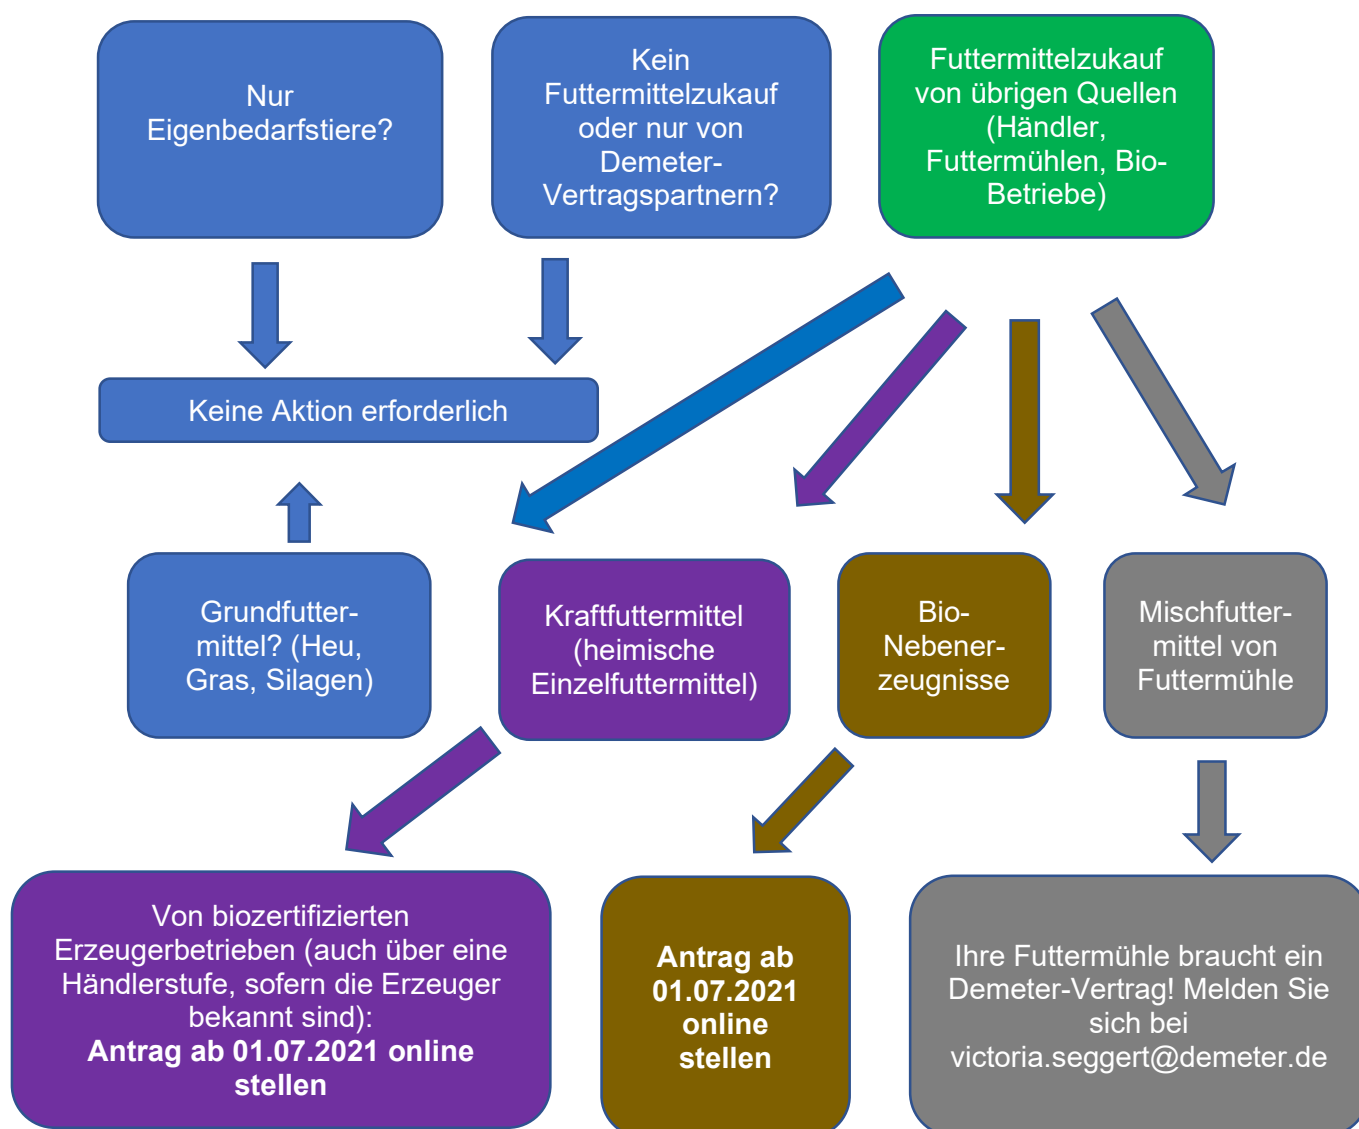 Nur
Eigenbedarfstiere?
Kein
Futtermittelzukauf
oder nur von
Demeter-
Vertragspartnern?
Futtermittelzukauf
von übrigen Quellen
(Händler,
Futtermühlen, Bio-
Betriebe)
Keine Aktion erforderlich
Grundfutter-
mittel? (Heu,
Gras, Silagen)
Kraftfuttermittel
(heimische
Einzelfuttermittel)
Bio-
Nebener-
zeugnisse
Mischfutter-
mittel von
Futtermühle
Von biozertifizierten
Erzeugerbetrieben (auch über eine
Händlerstufe, sofern die Erzeuger
bekannt sind):
Antrag ab 01.07.2021 online
stellen
Antrag ab
01.07.2021
online
stellen
Ihre Futtermühle braucht ein
Demeter-Vertrag! Melden Sie
sich bei
victoria.seggert@demeter.de